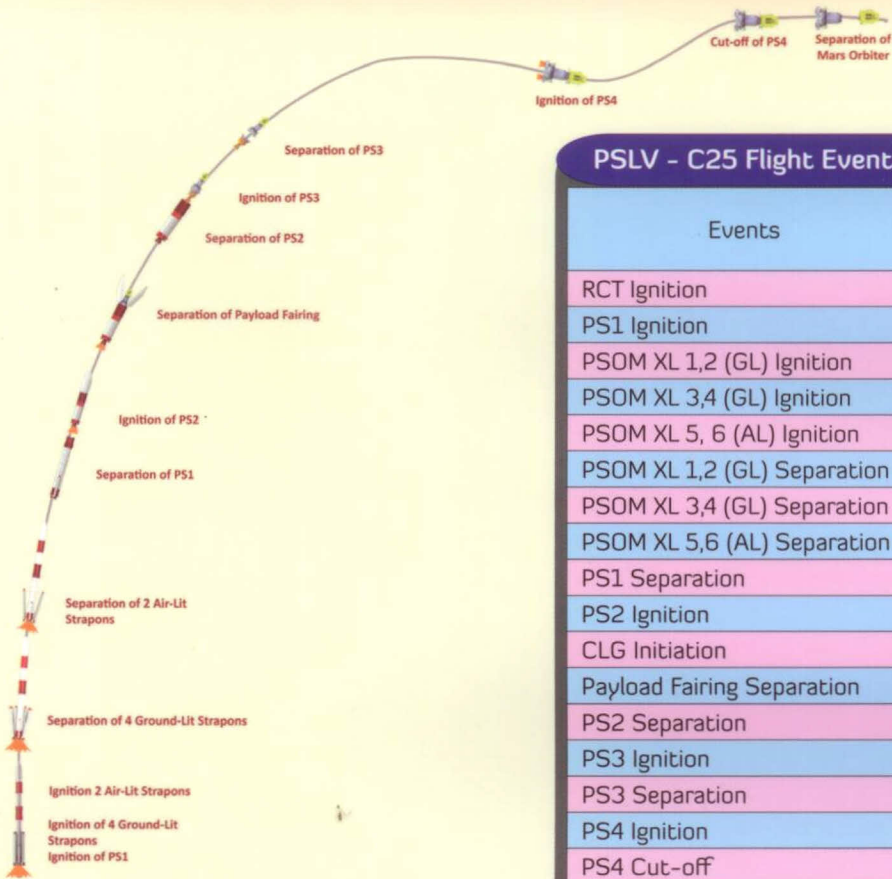 Cut-off of PS4
Separation of
Mars Orbiter
Ignition of PS4
Separation of PS3
Ignition of PS3
Separation of PS2
Separation of Payload Fairing
Ignition of PS2
Separation of PS1
Separation of 2 Air-Lit
Strapons
Separation of 4 Ground-Lit Strapons
Ignition 2 Air-Lit Strapons
Ignition of 4 Ground-Lit
Strapons
Ignition of PS1
PSLV - C25 Flight Event
Events
RCT Ignition
PS1 Ignition
PSOM XL 1,2 (GL) Ignition
PSOM XL 3,4 (GL) Ignition
PSOM XL 5, 6 (AL) Ignition
PSOM XL 1,2 (GL) Separation
PSOM XL 3,4 (GL) Separation
PSOM XL 5,6 (AL) Separation
PS1 Separation
PS2 Ignition
CLG Initiation
Payload Fairing Separation
PS2 Separation
PS3 Ignition
PS3 Separation
PS4 Ignition
PS4 Cut-off